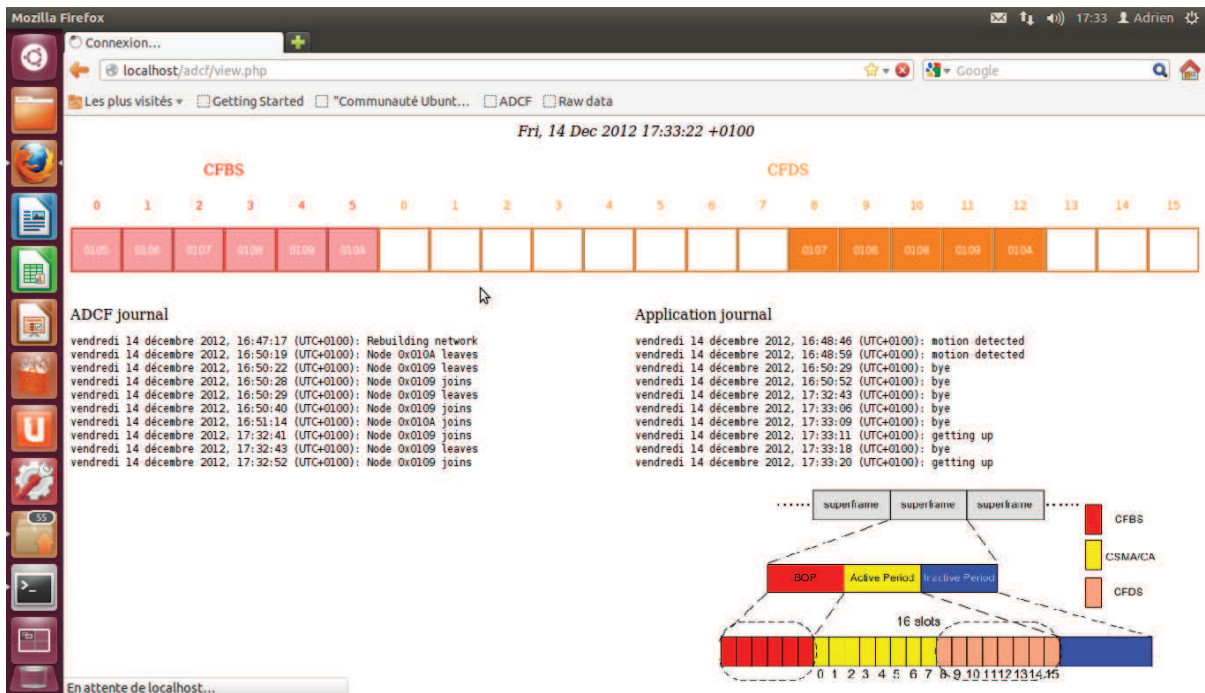 Mozilla Firefox
17:33 Adrien
Connexion...
localhost/adcf/view.php
Google
Les plus visités Getting Started "Communauté Ubunt... ADCF Raw data
Fri, 14 Dec 2012 17:33:22 +0100
CFBS CFDS
0 1 2 3 4 5 0 1 2 3 4 5 6 7 8 9 10 11 12 13 14 15
0105 0106 0107 0108 0109 010A 0107 0106 0108 0109 010A
ADCF journal
vendredi 14 décembre 2012, 16:47:17 (UTC+0100): Rebuilding network
vendredi 14 décembre 2012, 16:50:19 (UTC+0100): Node 0x010A leaves
vendredi 14 décembre 2012, 16:50:22 (UTC+0100): Node 0x0109 leaves
vendredi 14 décembre 2012, 16:50:28 (UTC+0100): Node 0x0109 joins
vendredi 14 décembre 2012, 16:50:29 (UTC+0100): Node 0x0109 leaves
vendredi 14 décembre 2012, 16:50:40 (UTC+0100): Node 0x0109 joins
vendredi 14 décembre 2012, 16:51:14 (UTC+0100): Node 0x010A joins
vendredi 14 décembre 2012, 17:32:41 (UTC+0100): Node 0x0109 joins
vendredi 14 décembre 2012, 17:32:43 (UTC+0100): Node 0x0109 leaves
vendredi 14 décembre 2012, 17:32:52 (UTC+0100): Node 0x0109 joins
Application journal
vendredi 14 décembre 2012, 16:48:46 (UTC+0100): motion detected
vendredi 14 décembre 2012, 16:48:59 (UTC+0100): motion detected
vendredi 14 décembre 2012, 16:50:29 (UTC+0100): bye
vendredi 14 décembre 2012, 16:50:52 (UTC+0100): bye
vendredi 14 décembre 2012, 17:32:43 (UTC+0100): bye
vendredi 14 décembre 2012, 17:33:06 (UTC+0100): bye
vendredi 14 décembre 2012, 17:33:09 (UTC+0100): bye
vendredi 14 décembre 2012, 17:33:11 (UTC+0100): getting up
vendredi 14 décembre 2012, 17:33:18 (UTC+0100): bye
vendredi 14 décembre 2012, 17:33:20 (UTC+0100): getting up
superframe superframe superframe
CFBS
CSMA/CA
CFDS
BOP Active Period Inactive Period
16 slots
0 1 2 3 4 5 6 7 8 9 10 11 12 13 14 15
55
En attente de localhost...